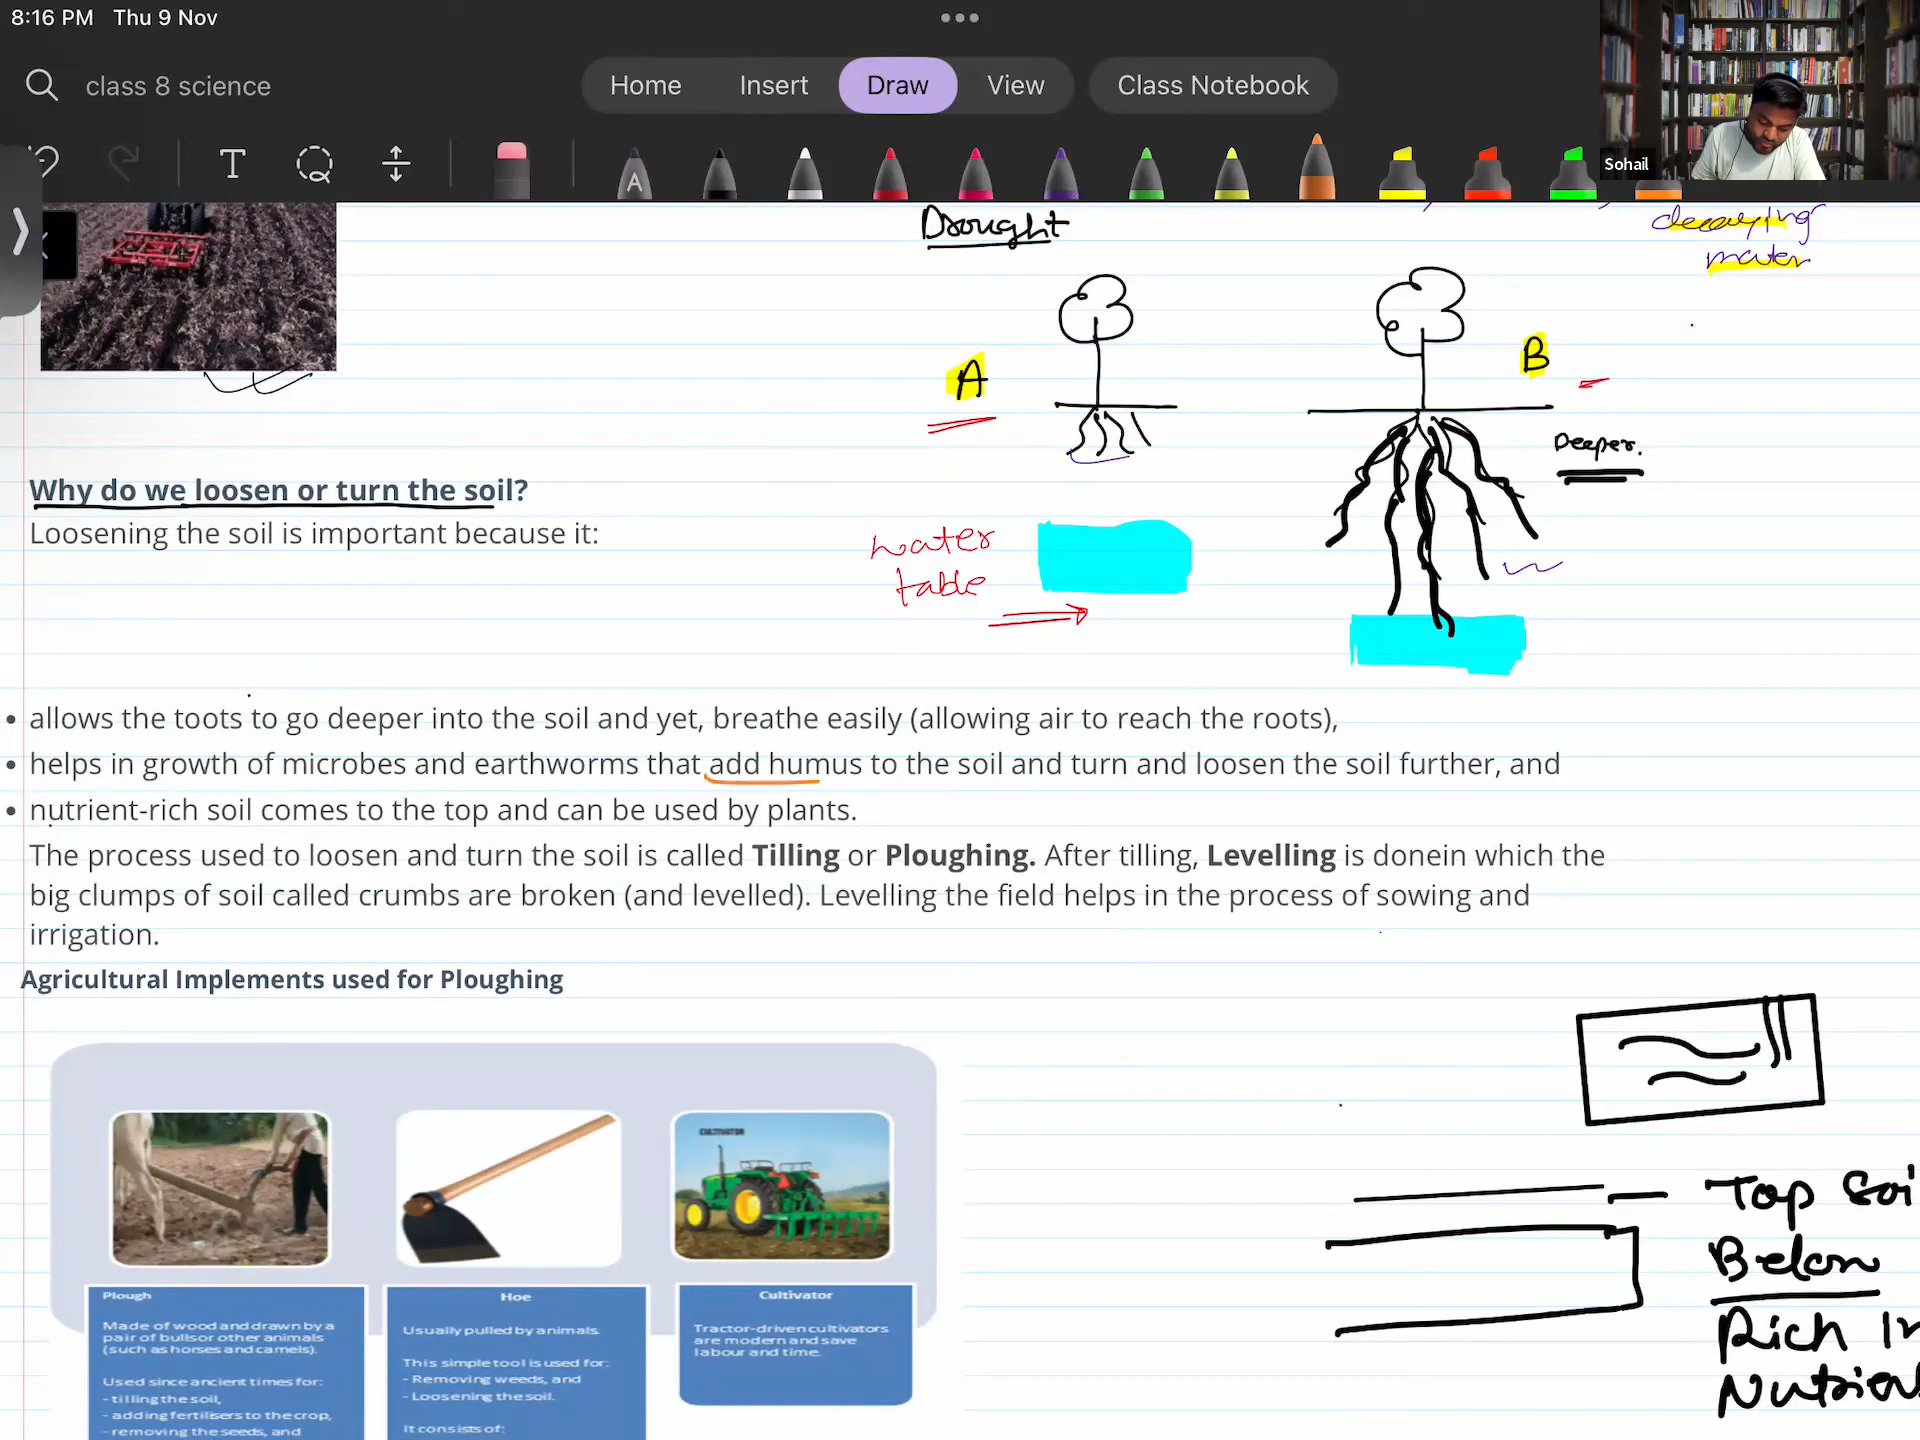 8:16 PM Thu 9 Nov
class 8 science
Home Insert Draw View Class Notebook
T
A
Sohail
Drought
decaying
mater
A
B
Deeper.
Why do we loosen or turn the soil?
Loosening the soil is important because it:
water
table
• allows the toots to go deeper into the soil and yet, breathe easily (allowing air to reach the roots),
• helps in growth of microbes and earthworms that add humus to the soil and turn and loosen the soil further, and
• nutrient-rich soil comes to the top and can be used by plants.
The process used to loosen and turn the soil is called Tilling or Ploughing. After tilling, Levelling is donein which the
big clumps of soil called crumbs are broken (and levelled). Levelling the field helps in the process of sowing and
irrigation.
Agricultural Implements used for Ploughing
CULTIVATOR
Plough
Made of wood and drawn by a
pair of bullsor other animals
(such as horses and camels).
Used since ancient times for:
- tilling the soil,
- adding fertilisers to the crop,
- removing the seeds, and
Hoe
Usually pulled by animals.
This simple tool is used for:
- Removing weeds, and
- Loosening the soil.
It consists of:
Cultivator
Tractor-driven cultivators
are modern and save
labour and time.
Top Soi
Below
Rich In
Nutrien